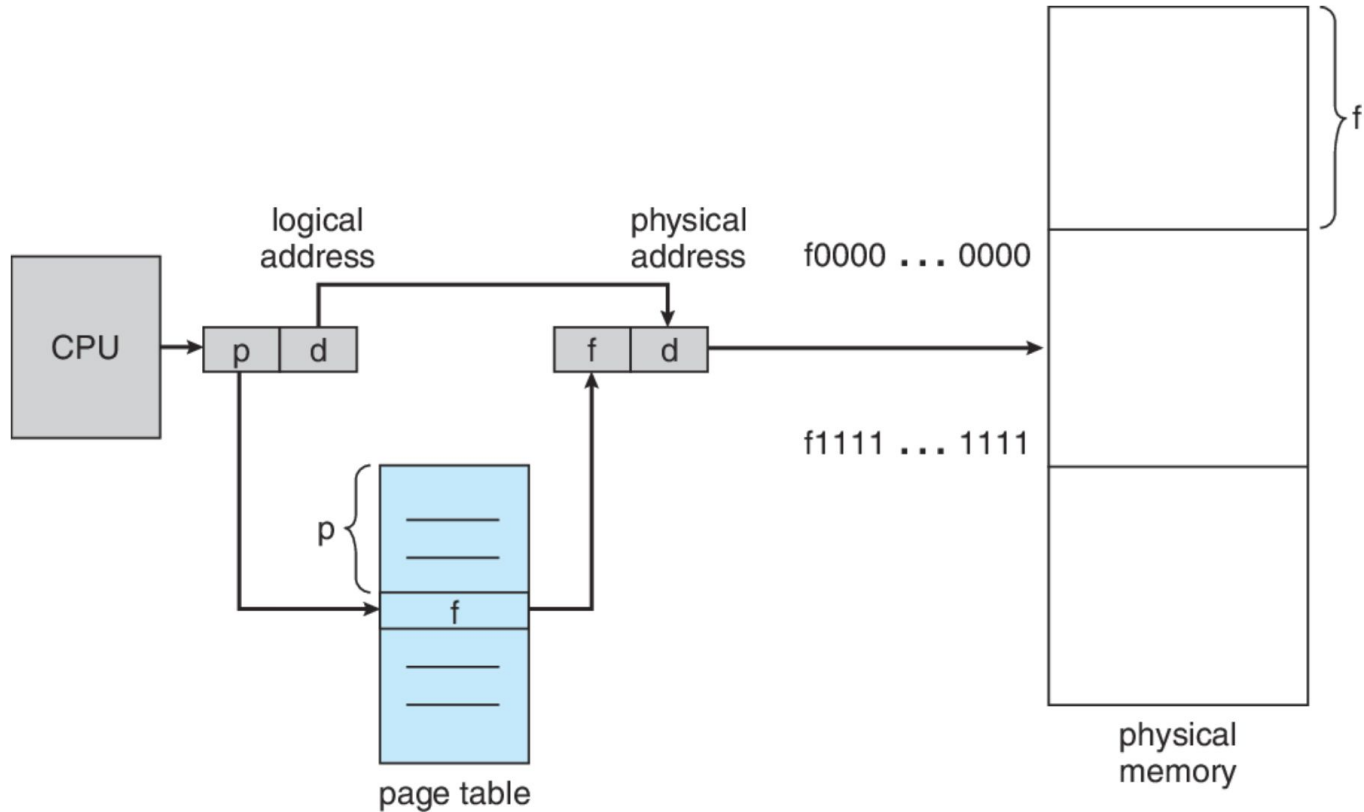 f
logical
address
physical
address
f0000 ... 0000
CPU
p
d
f
d
f1111 ... 1111
p
f
physical
memory
page table